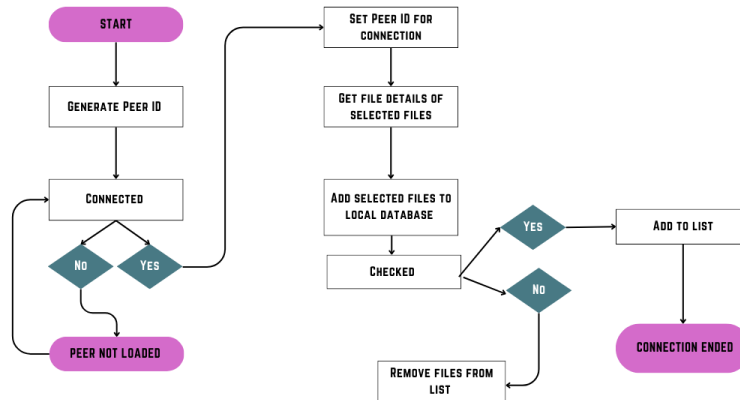 START
GENERATE PEER ID
CONNECTED
NO
YES
PEER NOT LOADED
SET PEER ID FOR
CONNECTION
GET FILE DETAILS OF
SELECTED FILES
ADD SELECTED FILES TO
LOCAL DATABASE
CHECKED
YES
NO
ADD TO LIST
CONNECTION ENDED
REMOVE FILES FROM
LIST